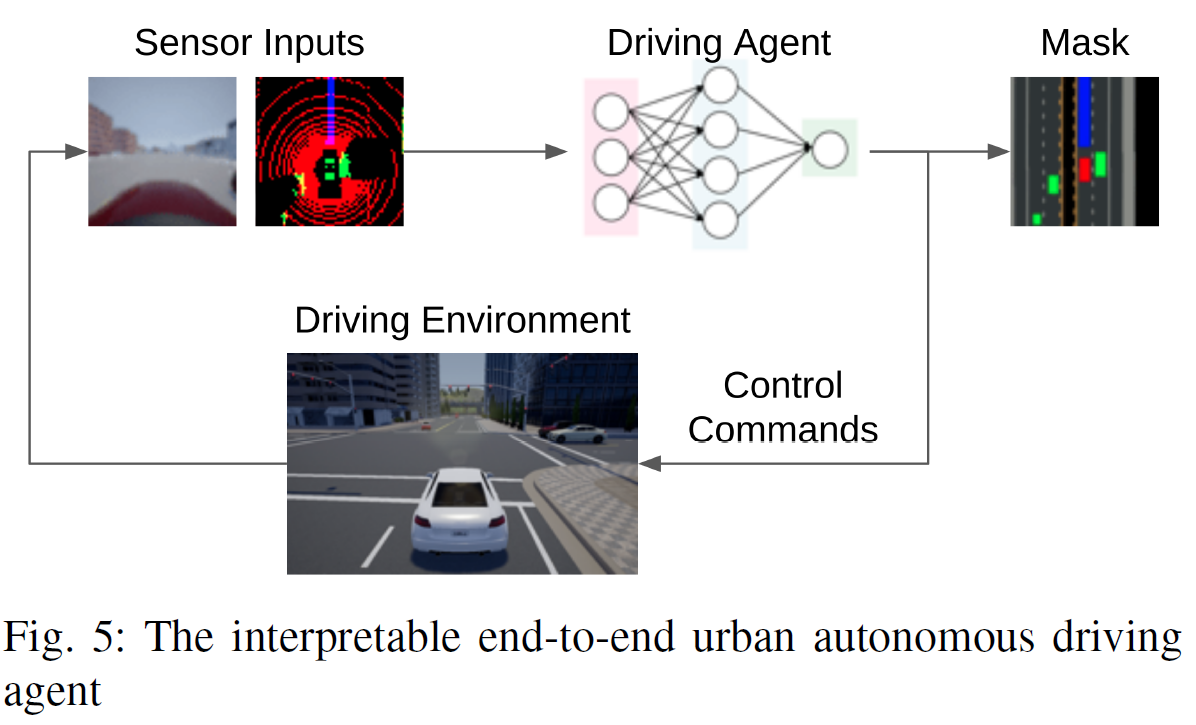 Sensor Inputs
Driving Agent
Mask
Driving Environment
Control
Commands
Fig. 5: The interpretable end-to-end urban autonomous driving
agent